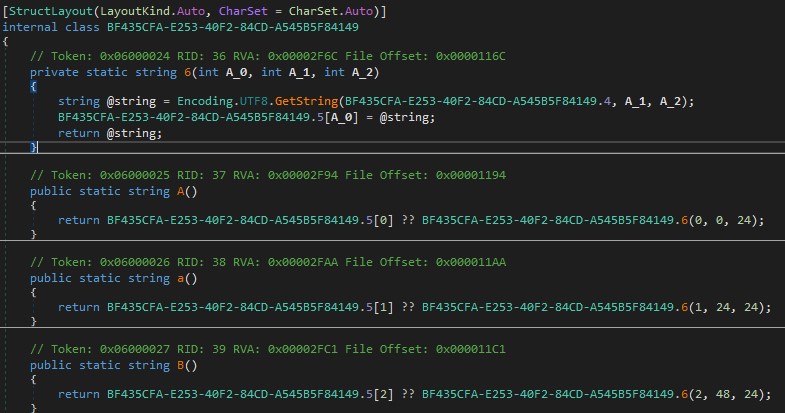 [StructLayout(LayoutKind.Auto, CharSet = CharSet.Auto)]
internal class BF435CFA-E253-40F2-84CD-A545B5F84149
{
// Token: 0x06000024 RID: 36 RVA: 0x00002F6C File Offset: 0x0000116C
private static string 6(int A_0, int A_1, int A_2)
{
string @string = Encoding.UTF8.GetString(BF435CFA-E253-40F2-84CD-A545B5F84149.4, A_1, A_2);
BF435CFA-E253-40F2-84CD-A545B5F84149.5[A_0] = @string;
return @string;
}
// Token: 0x06000025 RID: 37 RVA: 0x00002F94 File Offset: 0x00001194
public static string A()
{
return BF435CFA-E253-40F2-84CD-A545B5F84149.5[0] ?? BF435CFA-E253-40F2-84CD-A545B5F84149.6(0, 0, 24);
}
// Token: 0x06000026 RID: 38 RVA: 0x00002FAA File Offset: 0x000011AA
public static string a()
{
return BF435CFA-E253-40F2-84CD-A545B5F84149.5[1] ?? BF435CFA-E253-40F2-84CD-A545B5F84149.6(1, 24, 24);
}
// Token: 0x06000027 RID: 39 RVA: 0x00002FC1 File Offset: 0x000011C1
public static string B()
{
return BF435CFA-E253-40F2-84CD-A545B5F84149.5[2] ?? BF435CFA-E253-40F2-84CD-A545B5F84149.6(2, 48, 24);
}